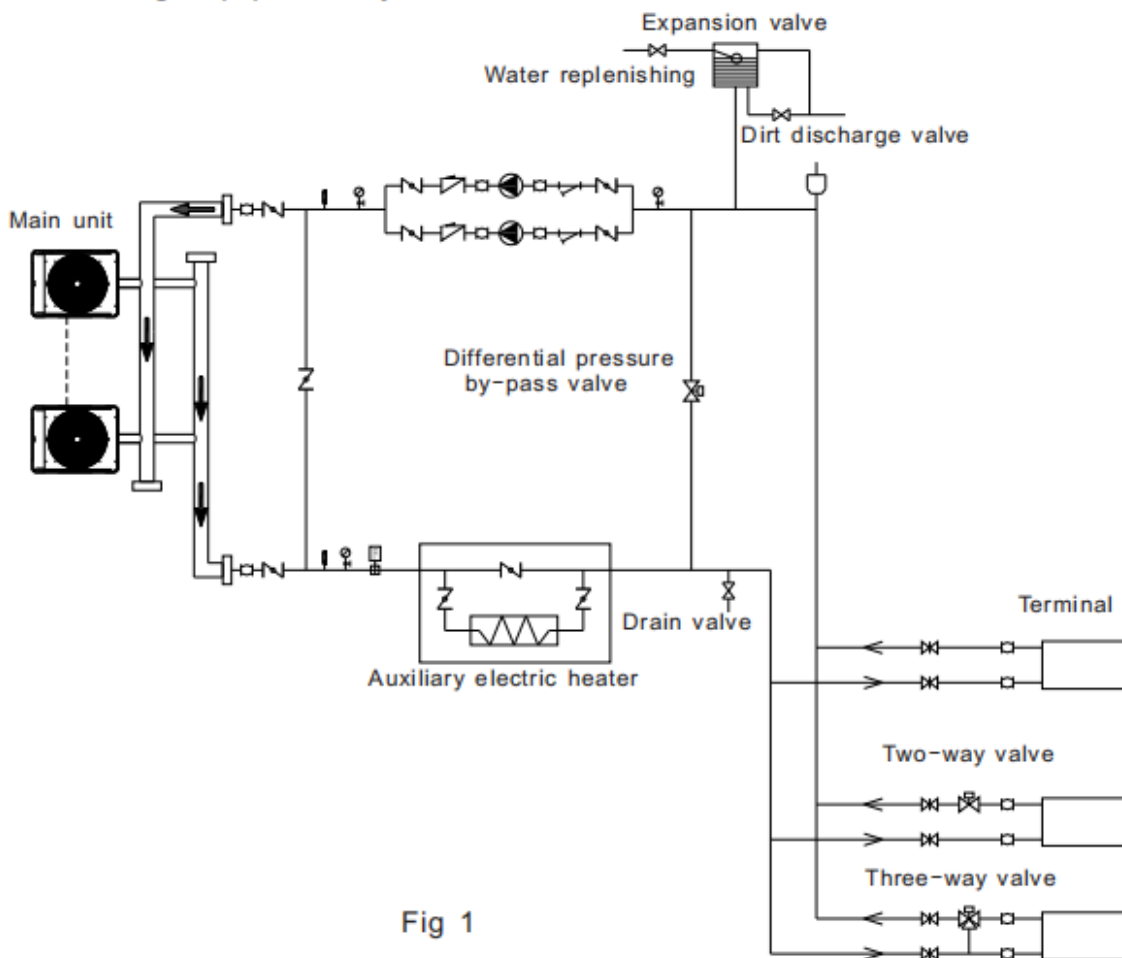 Expansion valve
Water replenishing
Dirt discharge valve
Main unit
Differential pressure
by-pass valve
Drain valve
Terminal
Auxiliary electric heater
Two-way valve
Three-way valve
Fig 1